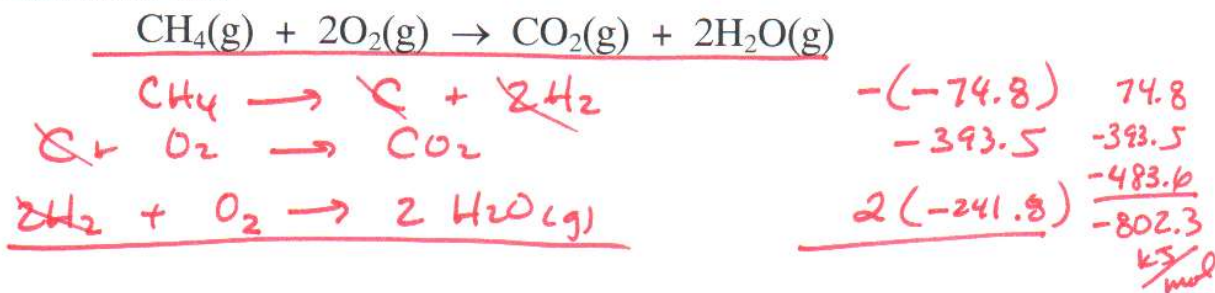 CH₄(g) + 2O₂(g) → CO₂(g) + 2H₂O(g)
CH4 → C + 2H2 -(-74.8) 74.8
C + O2 → CO2 -393.5 -393.5
-483.6
2H2 + O2 → 2 H2O(g) 2(-241.8) -802.3
kJ/mol